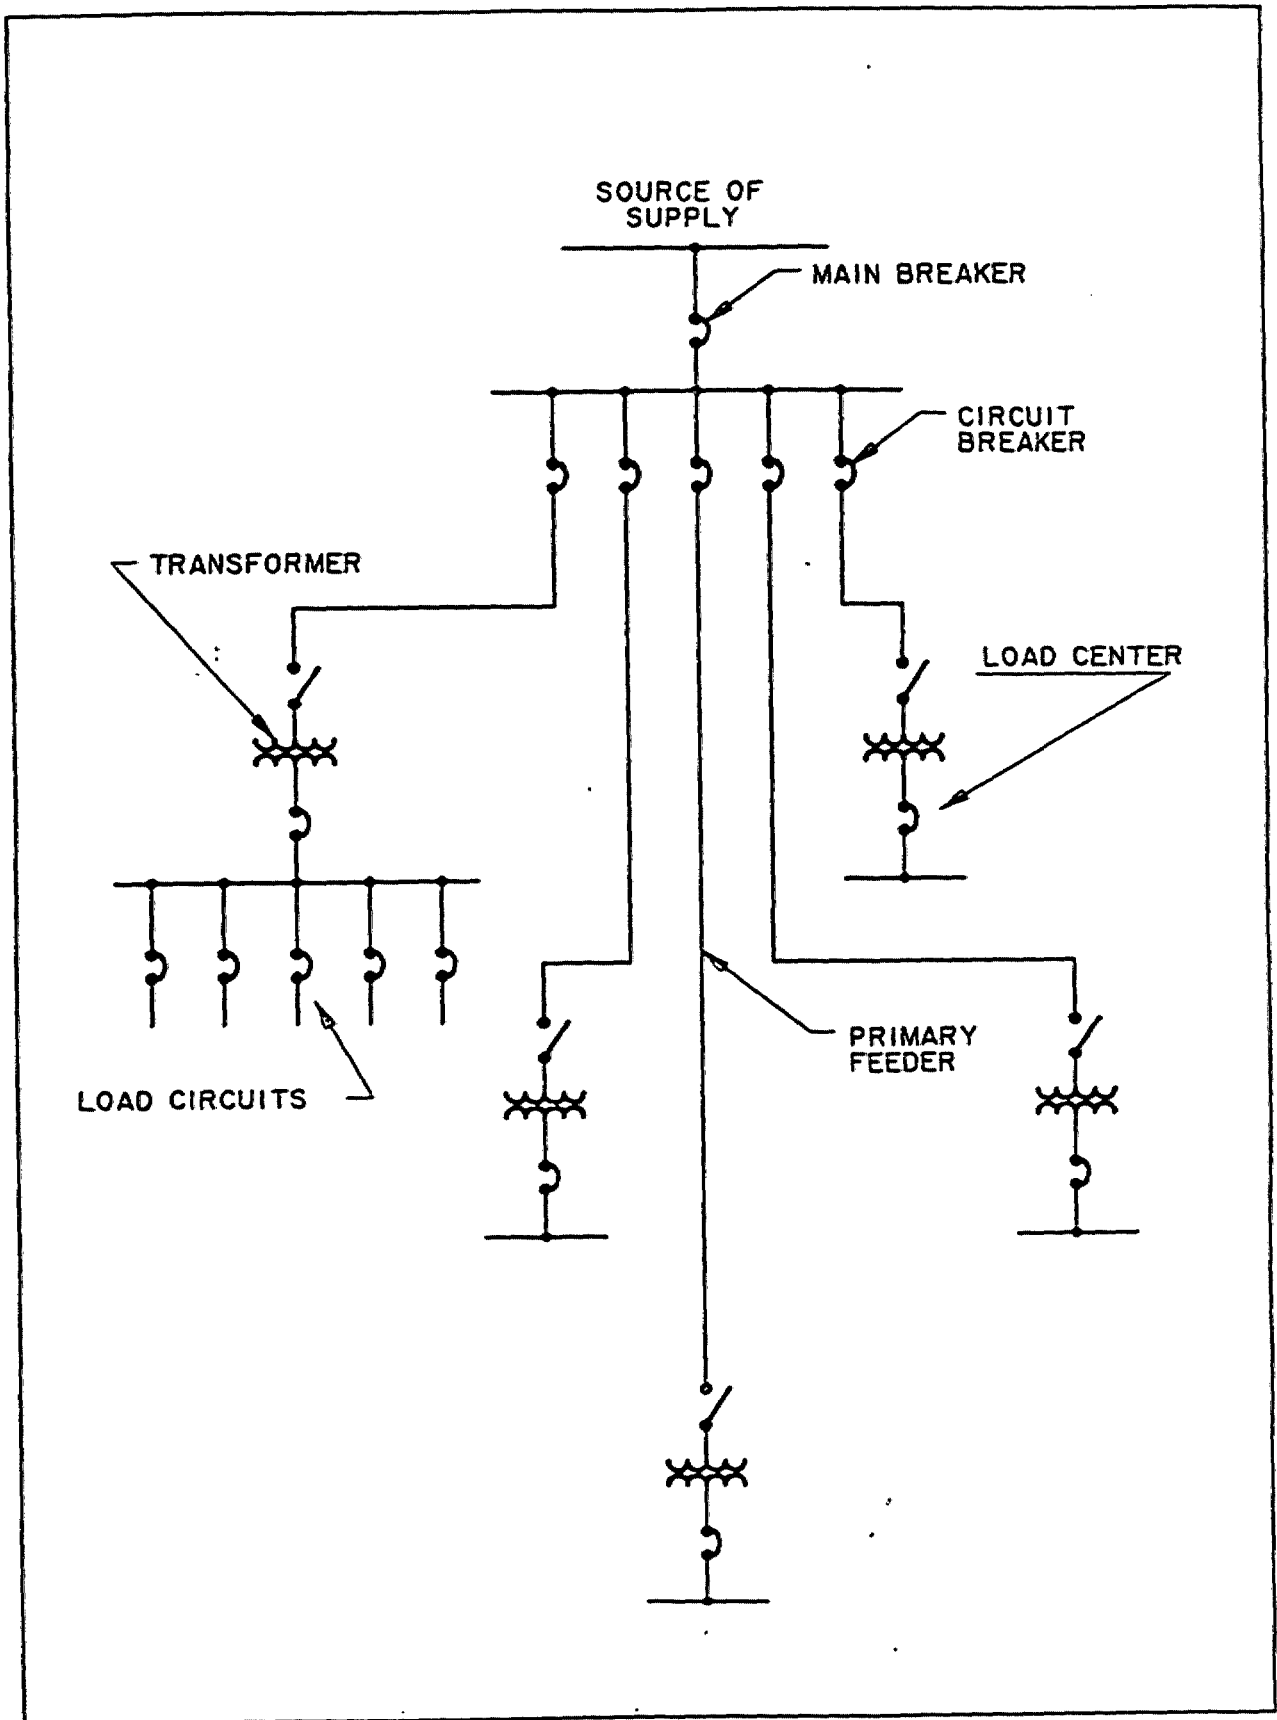 SOURCE OF
SUPPLY
MAIN BREAKER
CIRCUIT
BREAKER
TRANSFORMER
LOAD CENTER
PRIMARY
FEEDER
LOAD CIRCUITS